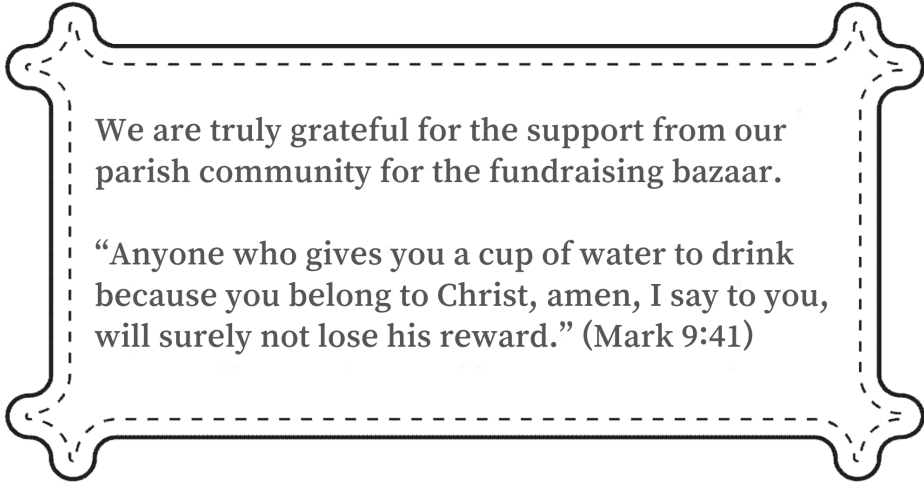 We are truly grateful for the support from our
parish community for the fundraising bazaar.
“Anyone who gives you a cup of water to drink
because you belong to Christ, amen, I say to you,
will surely not lose his reward.” (Mark 9:41)